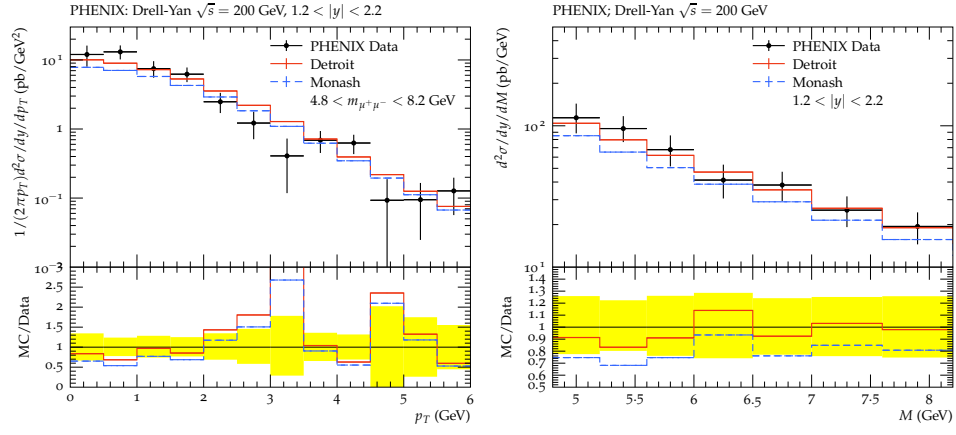 PHENIX: Drell-Yan √s = 200 GeV, 1.2 < |y| < 2.2
1/(2πp_T)d²σ/dy/dp_T (pb/GeV²)
10¹
1
10⁻¹
10⁻²
10⁻³
PHENIX Data
Detroit
Monash
4.8 < m_μ⁺μ⁻ < 8.2 GeV
MC/Data
2.5
2
1.5
1
0.5
0
0 1 2 3 4 5 6
p_T (GeV)
PHENIX; Drell-Yan √s = 200 GeV
d²σ/dy/dM (pb/GeV)
10²
10¹
PHENIX Data
Detroit
Monash
1.2 < |y| < 2.2
MC/Data
1.4
1.3
1.2
1.1
1
0.9
0.8
0.7
0.6
0.5
5 5.5 6 6.5 7 7.5 8
M (GeV)